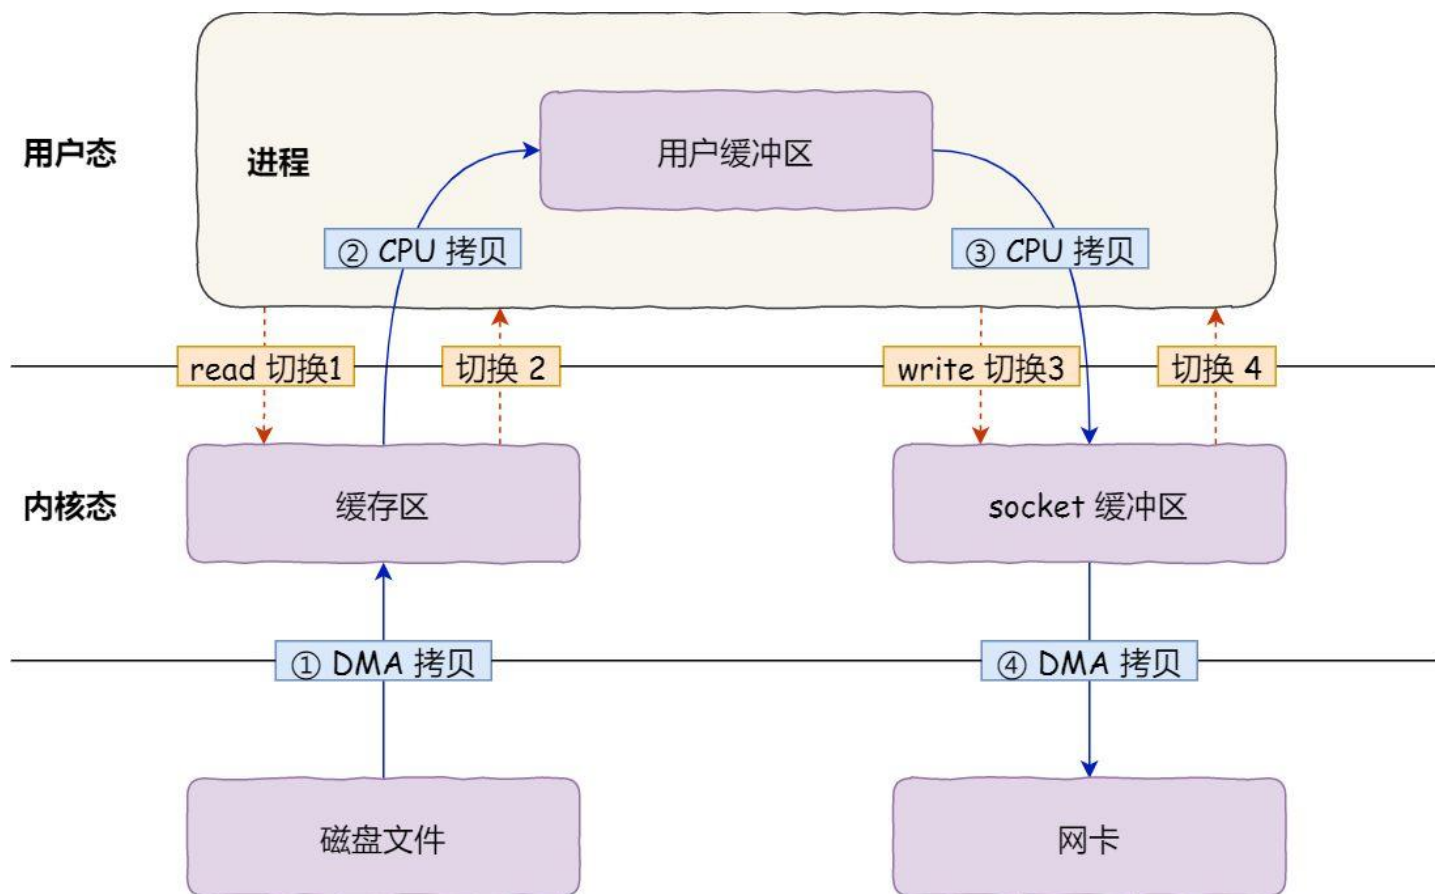 用户态
进程
用户缓冲区
② CPU 拷贝
③ CPU 拷贝
read 切换1
切换 2
write 切换3
切换 4
内核态
缓存区
socket 缓冲区
① DMA 拷贝
④ DMA 拷贝
磁盘文件
网卡